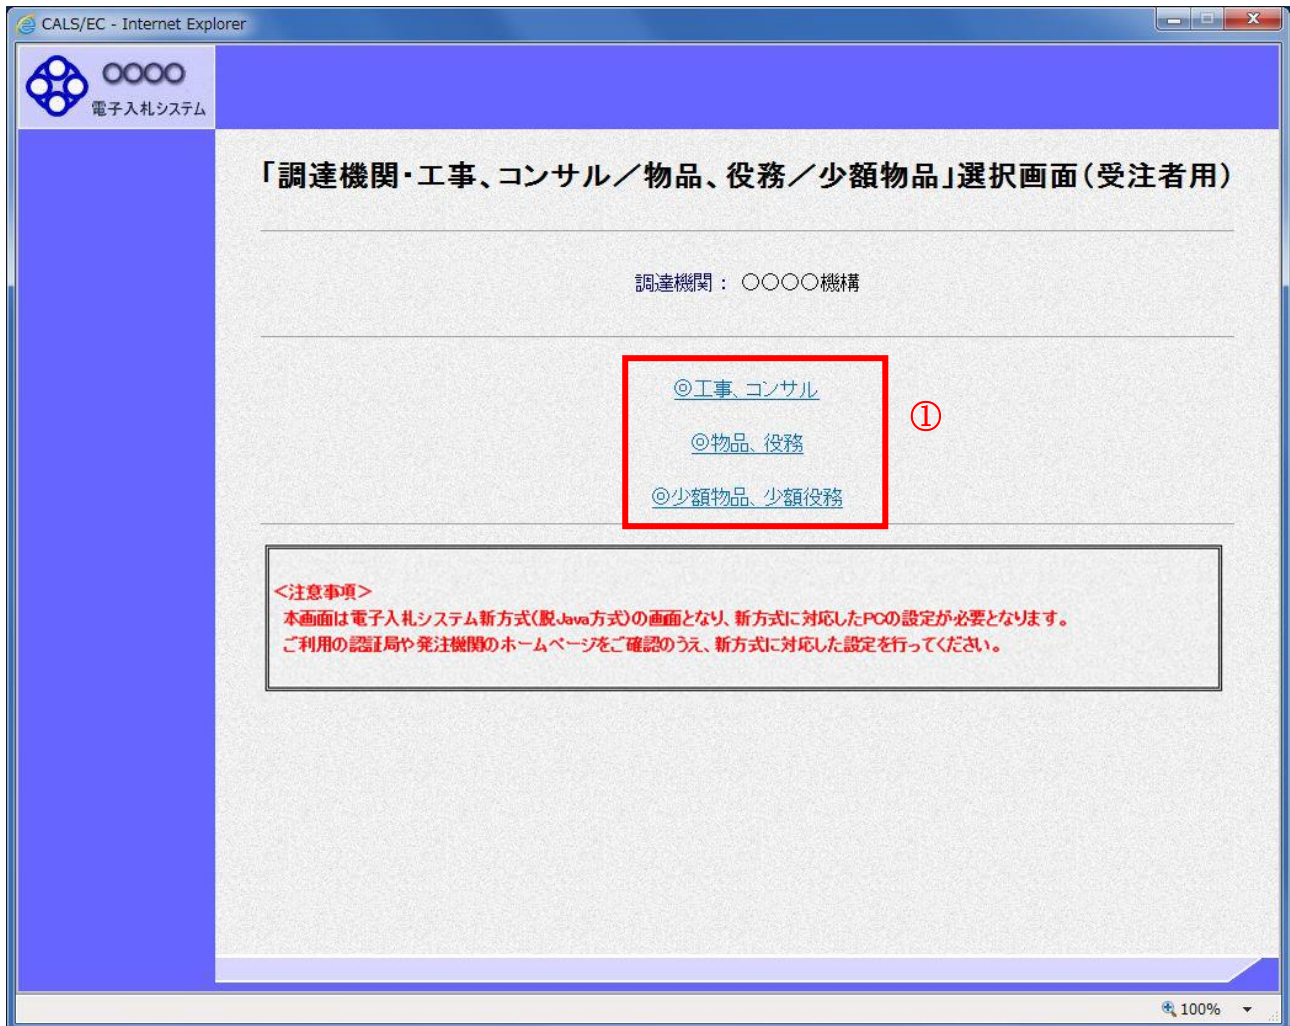 CALS/EC - Internet Explorer
〇〇〇〇
電子入札システム
「調達機関・工事、コンサル／物品、役務／少額物品」選択画面(受注者用)
調達機関： 〇〇〇〇機構
◎工事、コンサル
①
◎物品、役務
◎少額物品、少額役務
＜注意事項＞
本画面は電子入札システム新方式(脱Java方式)の画面となり、新方式に対応したPCの設定が必要となります。
ご利用の認証局や発注機関のホームページをご確認のうえ、新方式に対応した設定を行ってください。
100%